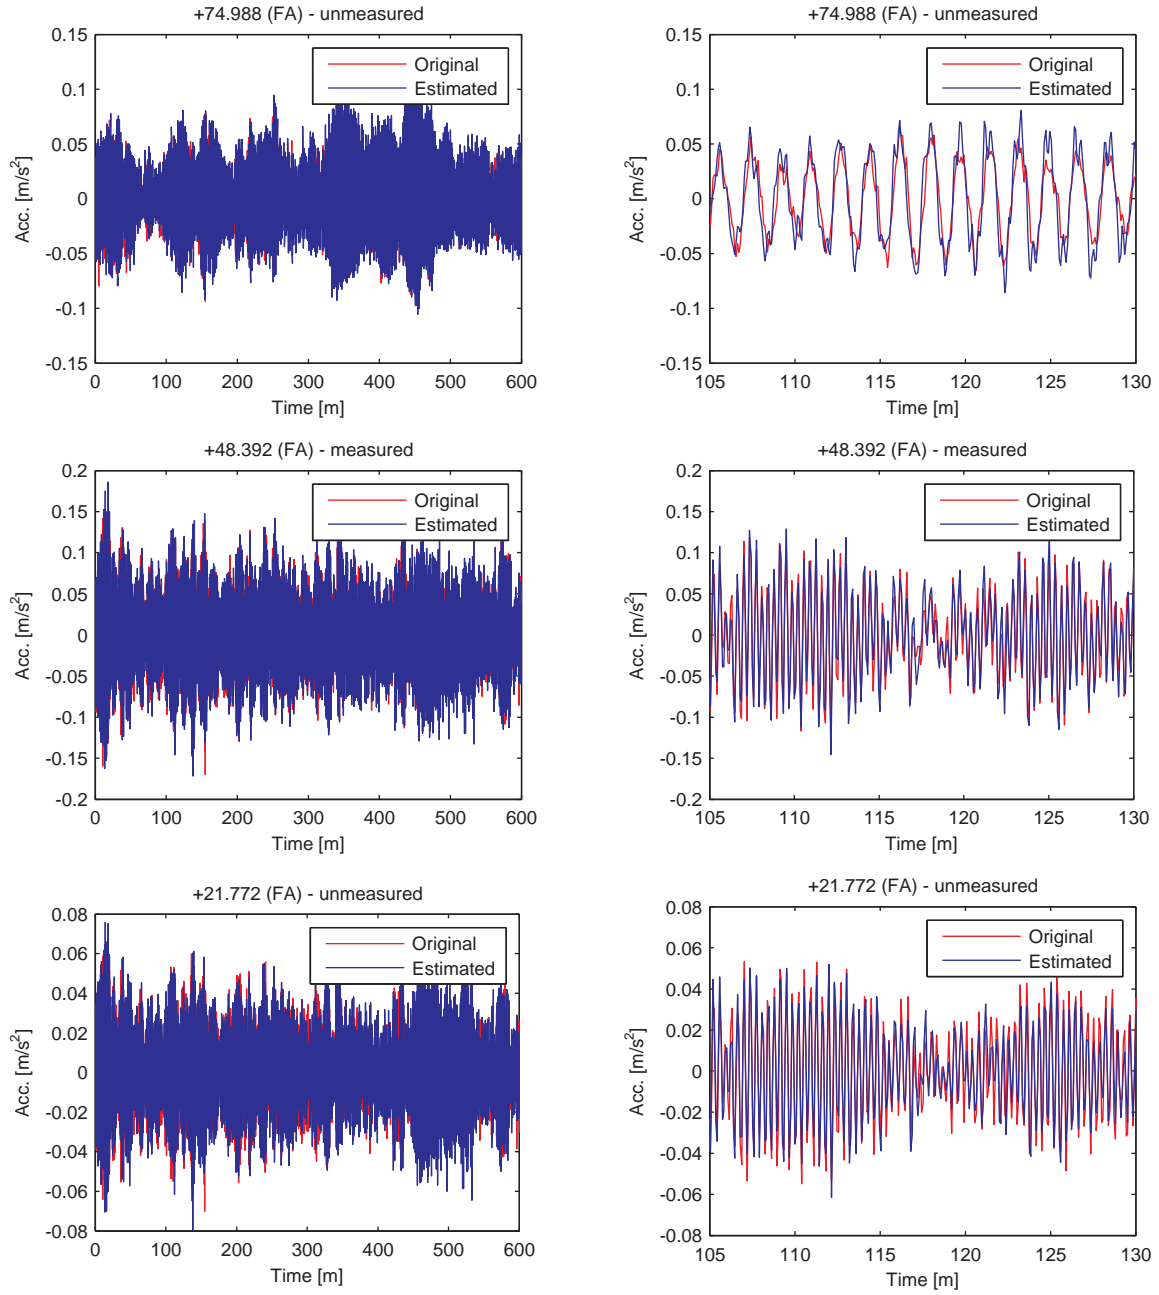 +74.988 (FA) - unmeasured
0.15
0.1
0.05
0
-0.05
-0.1
-0.15
Acc. [m/s2]
Original
Estimated
0 100 200 300 400 500 600
Time [m]
+74.988 (FA) - unmeasured
0.15
0.1
0.05
0
-0.05
-0.1
-0.15
Acc. [m/s2]
Original
Estimated
105 110 115 120 125 130
Time [m]
+48.392 (FA) - measured
0.2
0.15
0.1
0.05
0
-0.05
-0.1
-0.15
-0.2
Acc. [m/s2]
Original
Estimated
0 100 200 300 400 500 600
Time [m]
+48.392 (FA) - measured
0.2
0.15
0.1
0.05
0
-0.05
-0.1
-0.15
-0.2
Acc. [m/s2]
Original
Estimated
105 110 115 120 125 130
Time [m]
+21.772 (FA) - unmeasured
0.08
0.06
0.04
0.02
0
-0.02
-0.04
-0.06
-0.08
Acc. [m/s2]
Original
Estimated
0 100 200 300 400 500 600
Time [m]
+21.772 (FA) - unmeasured
0.08
0.06
0.04
0.02
0
-0.02
-0.04
-0.06
-0.08
Acc. [m/s2]
Original
Estimated
105 110 115 120 125 130
Time [m]